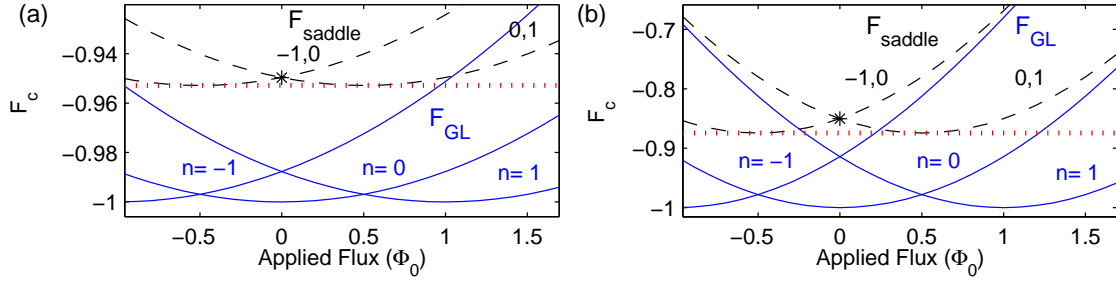 (a)
F_c
−0.94
−0.96
−0.98
−1
F_saddle
−1,0
0,1
F_GL
n= −1
n= 0
n= 1
−0.5
0
0.5
1
1.5
Applied Flux (Φ_0)
(b)
F_c
−0.7
−0.8
−0.9
−1
F_saddle
F_GL
−1,0
0,1
n= −1
n= 0
n= 1
−0.5
0
0.5
1
1.5
Applied Flux (Φ_0)